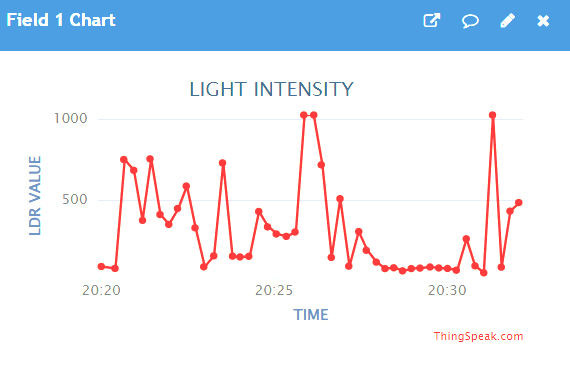 Field 1 Chart
LIGHT INTENSITY
1000
500
LDR VALUE
20:20 20:25 20:30
TIME
ThingSpeak.com